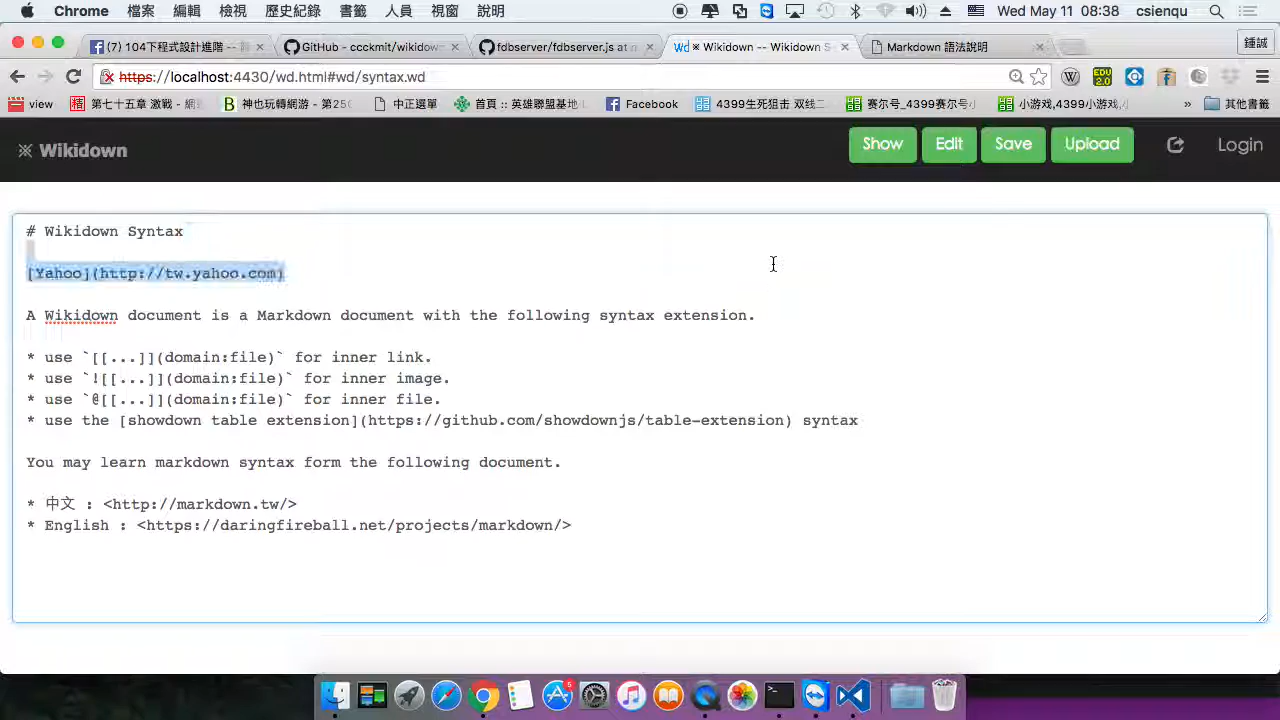 Chrome 檔案 編輯 檢視 歷史紀錄 書籤 人員 視窗 說明 Wed May 11 08:38 csienqu
(7) 104下程式設計進階 -- GitHub - ccckmit/wikidow fdbserver/fdbserver.js at m Wd ※ Wikidown -- Wikidown S Markdown 語法說明 鍾誠
https://localhost:4430/wd.html#wd/syntax.wd
view 第七十五章 激戰 - B 神也玩轉網游 - 第25 中正選單 首頁 :: 英雄聯盟基地 Facebook 4399生死狙击 双线二 赛尔号_4399赛尔号 小游戏,4399小游戏, » 其他書籤
※ Wikidown Show Edit Save Upload Login
# Wikidown Syntax
[Yahoo](http://tw.yahoo.com)
A Wikidown document is a Markdown document with the following syntax extension.
* use `[[...]](domain:file)` for inner link.
* use `![[...]](domain:file)` for inner image.
* use `@[[...]](domain:file)` for inner file.
* use the [showdown table extension](https://github.com/showdownjs/table-extension) syntax
You may learn markdown syntax form the following document.
* 中文 : <http://markdown.tw/>
* English : <https://daringfireball.net/projects/markdown/>